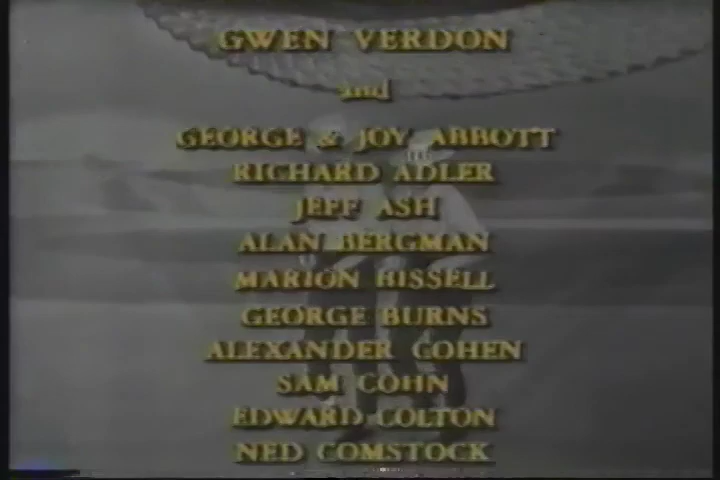 GWEN VERDON
and
GEORGE & JOY ABBOTT
RICHARD ADLER
JEFF ASH
ALAN BERGMAN
MARION BISSELL
GEORGE BURNS
ALEXANDER COHEN
SAM COHN
EDWARD COLTON
NED COMSTOCK